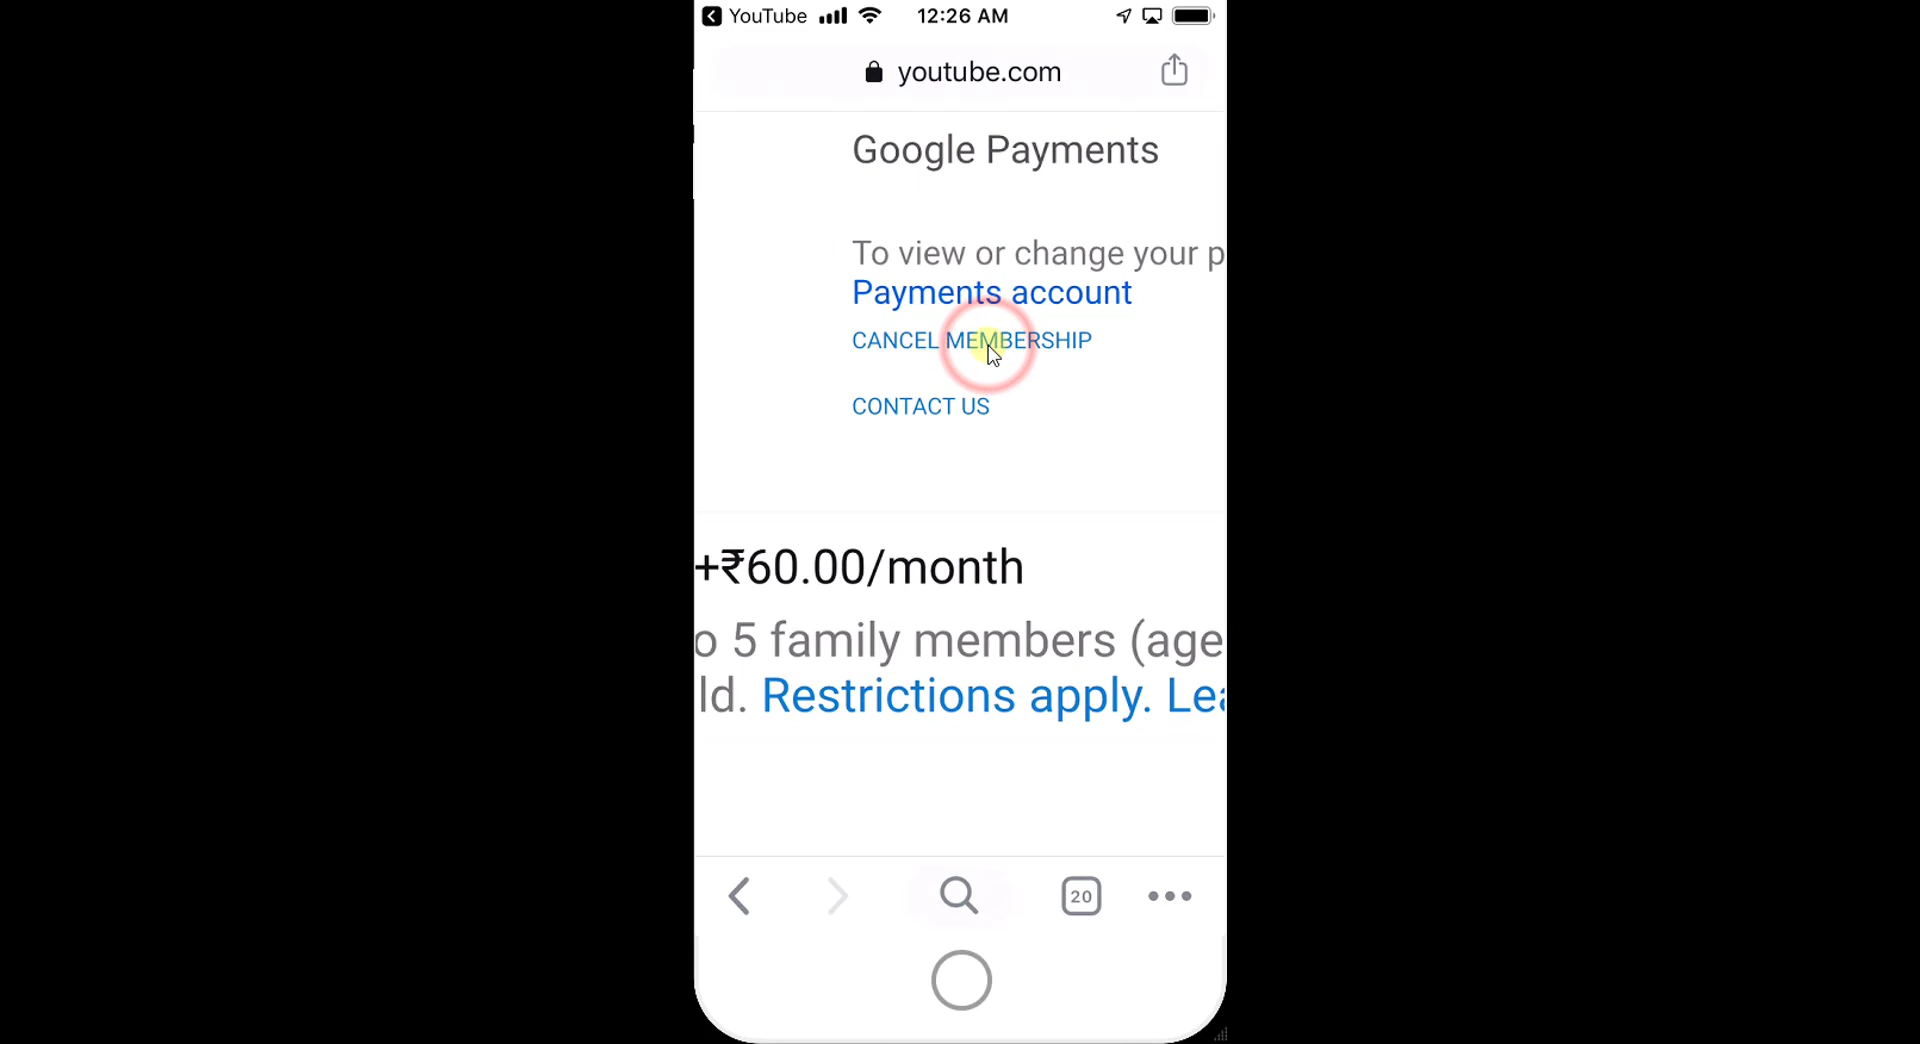 YouTube 12:26 AM
youtube.com
Google Payments
To view or change your p
Payments account
CANCEL MEMBERSHIP
CONTACT US
+₹60.00/month
o 5 family members (age
ld. Restrictions apply. Lea
20